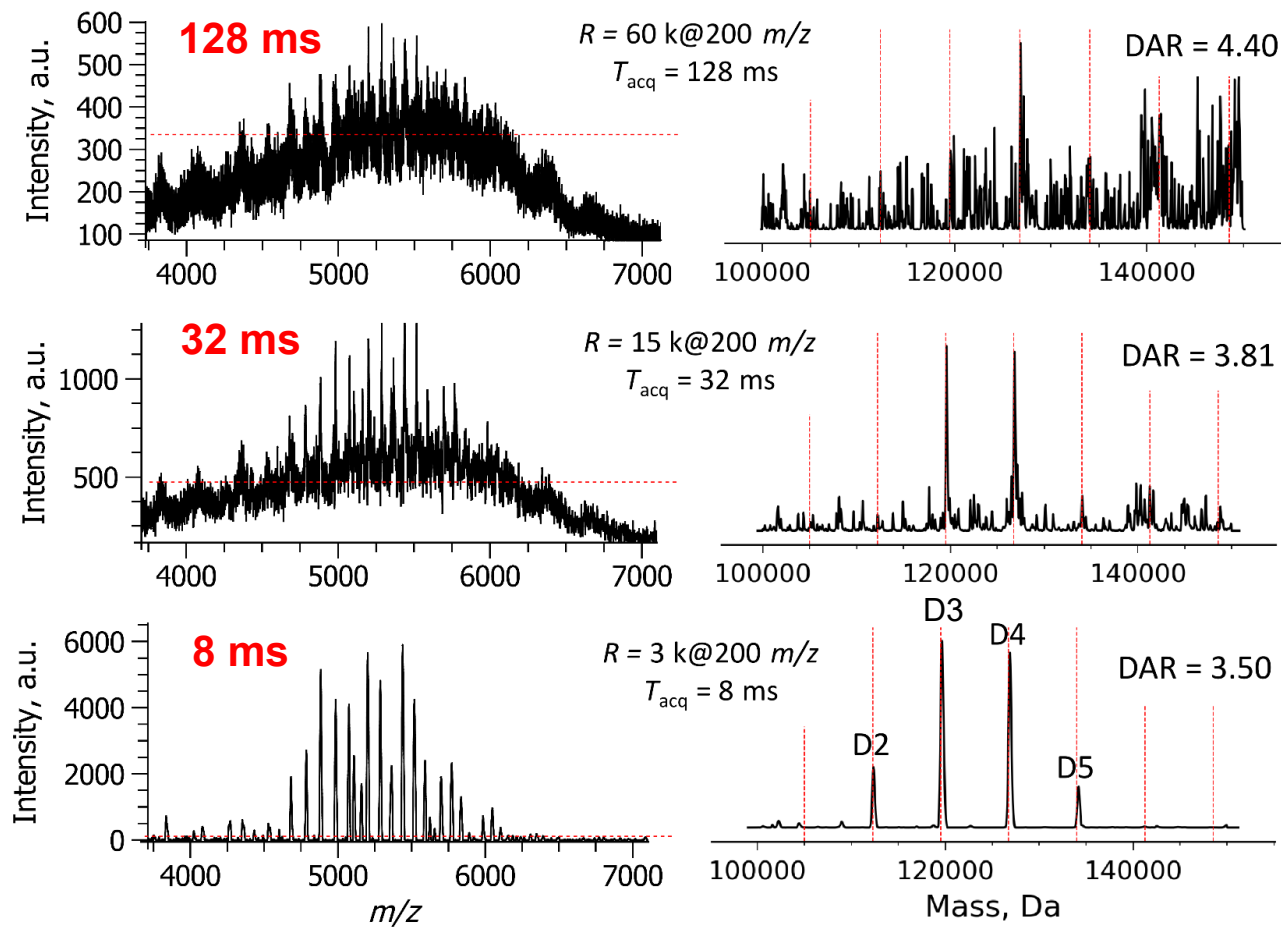 128 ms
Intensity, a.u.
600
500
400
300
200
100
4000
5000
6000
7000
R = 60 k@200 m/z
Tacq = 128 ms
DAR = 4.40
100000
120000
140000
32 ms
Intensity, a.u.
1000
500
4000
5000
6000
7000
R = 15 k@200 m/z
Tacq = 32 ms
DAR = 3.81
100000
120000
140000
8 ms
Intensity, a.u.
6000
4000
2000
0
4000
5000
6000
7000
m/z
R = 3 k@200 m/z
Tacq = 8 ms
DAR = 3.50
D2
D3
D4
D5
100000
120000
140000
Mass, Da